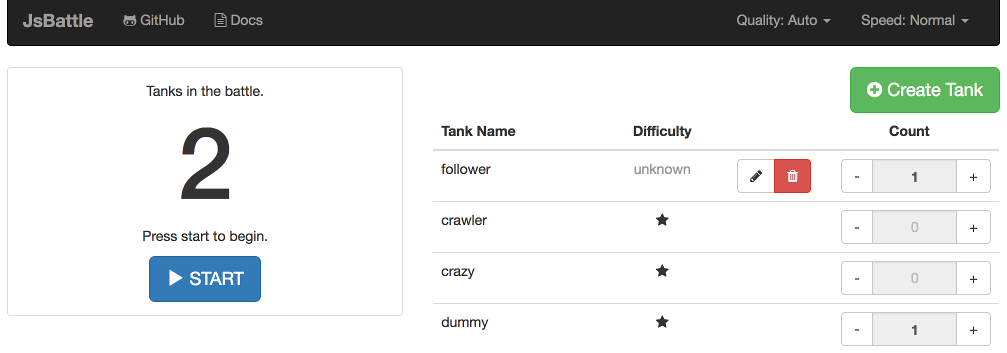 JsBattle GitHub Docs Quality: Auto Speed: Normal
Tanks in the battle.
2
Press start to begin.
START
Create Tank
Tank Name Difficulty Count
follower unknown - 1 +
crawler - 0 +
crazy - 0 +
dummy - 1 +